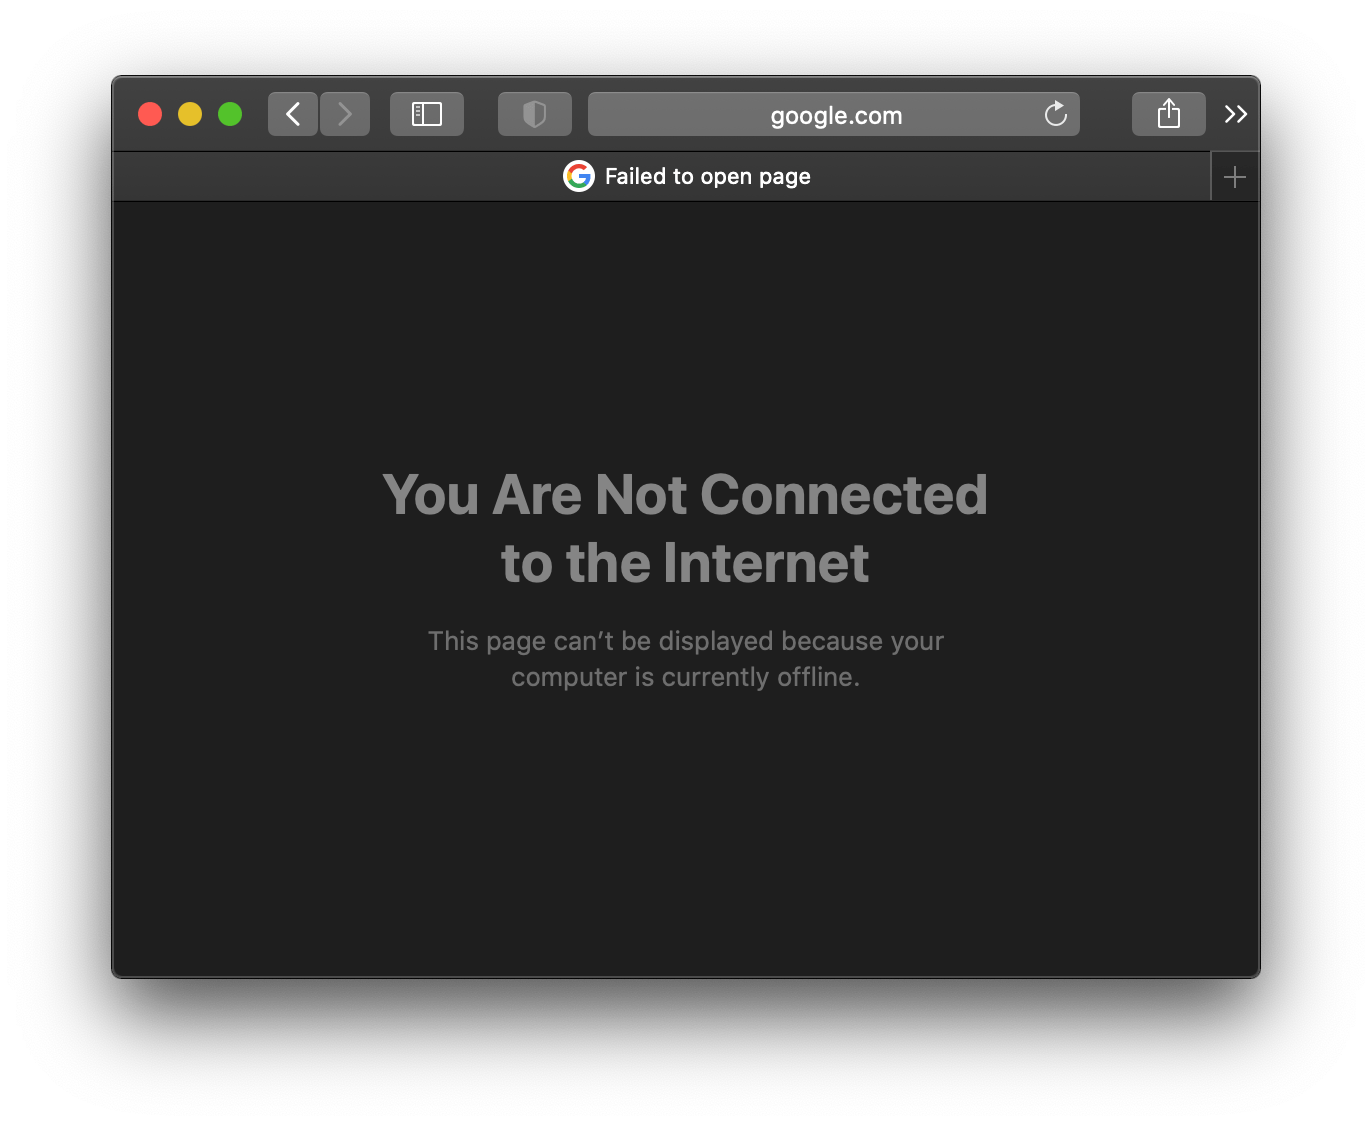 google.com
Failed to open page
You Are Not Connected
to the Internet
This page can’t be displayed because your
computer is currently offline.